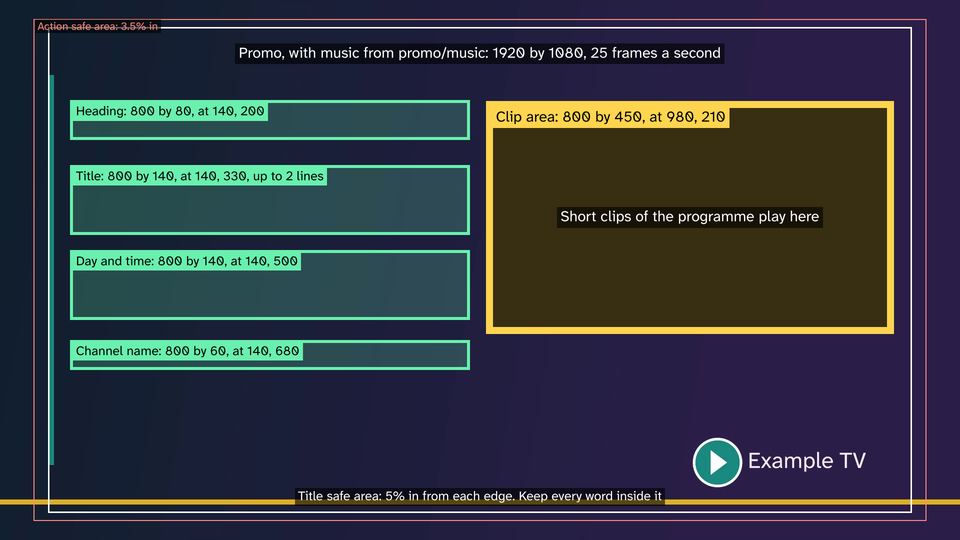 Action safe area: 3.5% in
Promo, with music from promo/music: 1920 by 1080, 25 frames a second
Heading: 800 by 80, at 140, 200
Clip area: 800 by 450, at 980, 210
Title: 800 by 140, at 140, 330, up to 2 lines
Short clips of the programme play here
Day and time: 800 by 140, at 140, 500
Channel name: 800 by 60, at 140, 680
Example TV
Title safe area: 5% in from each edge. Keep every word inside it